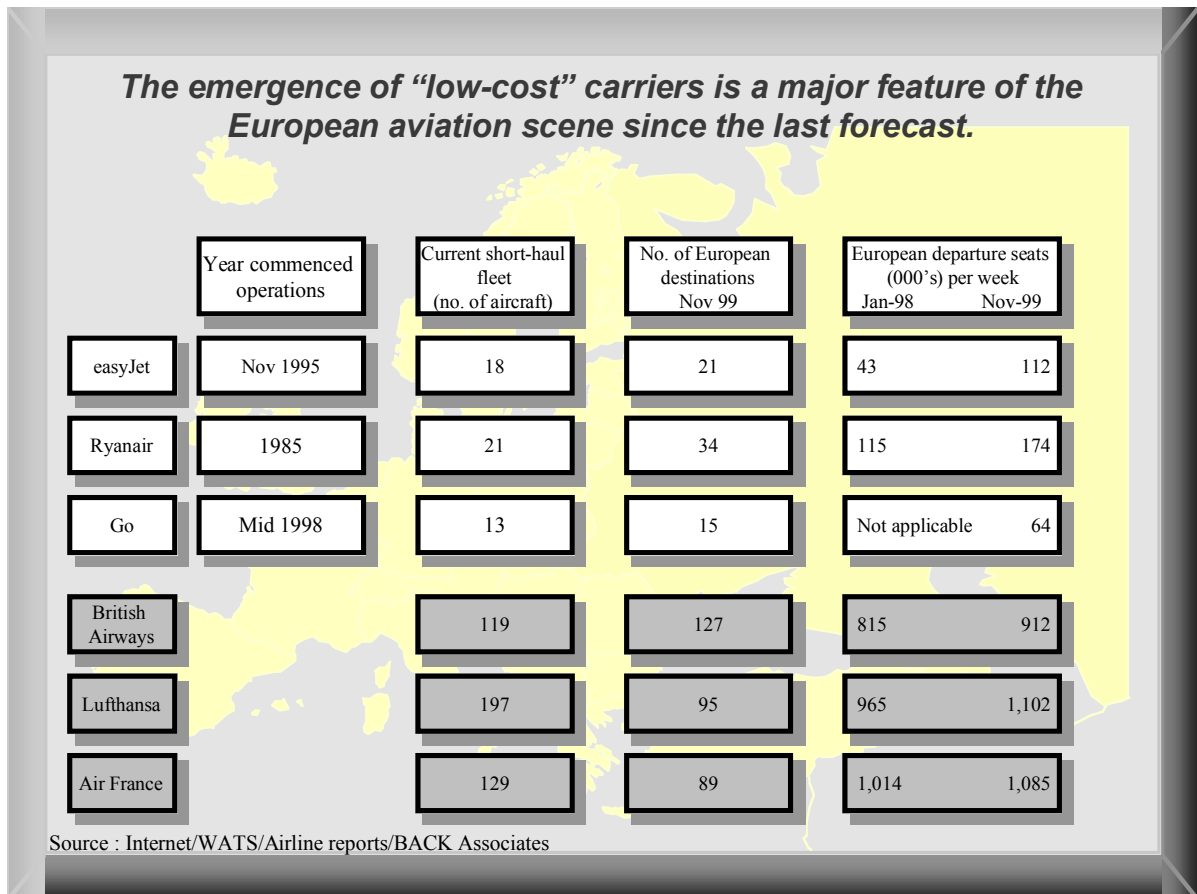 The emergence of “low-cost” carriers is a major feature of the
European aviation scene since the last forecast.
Year commenced
operations
Current short-haul
fleet
(no. of aircraft)
No. of European
destinations
Nov 99
European departure seats
(000’s) per week
Jan-98 Nov-99
easyJet Nov 1995 18 21 43 112
Ryanair 1985 21 34 115 174
Go Mid 1998 13 15 Not applicable 64
British
Airways
119 127 815 912
Lufthansa 197 95 965 1,102
Air France 129 89 1,014 1,085
Source : Internet/WATS/Airline reports/BACK Associates